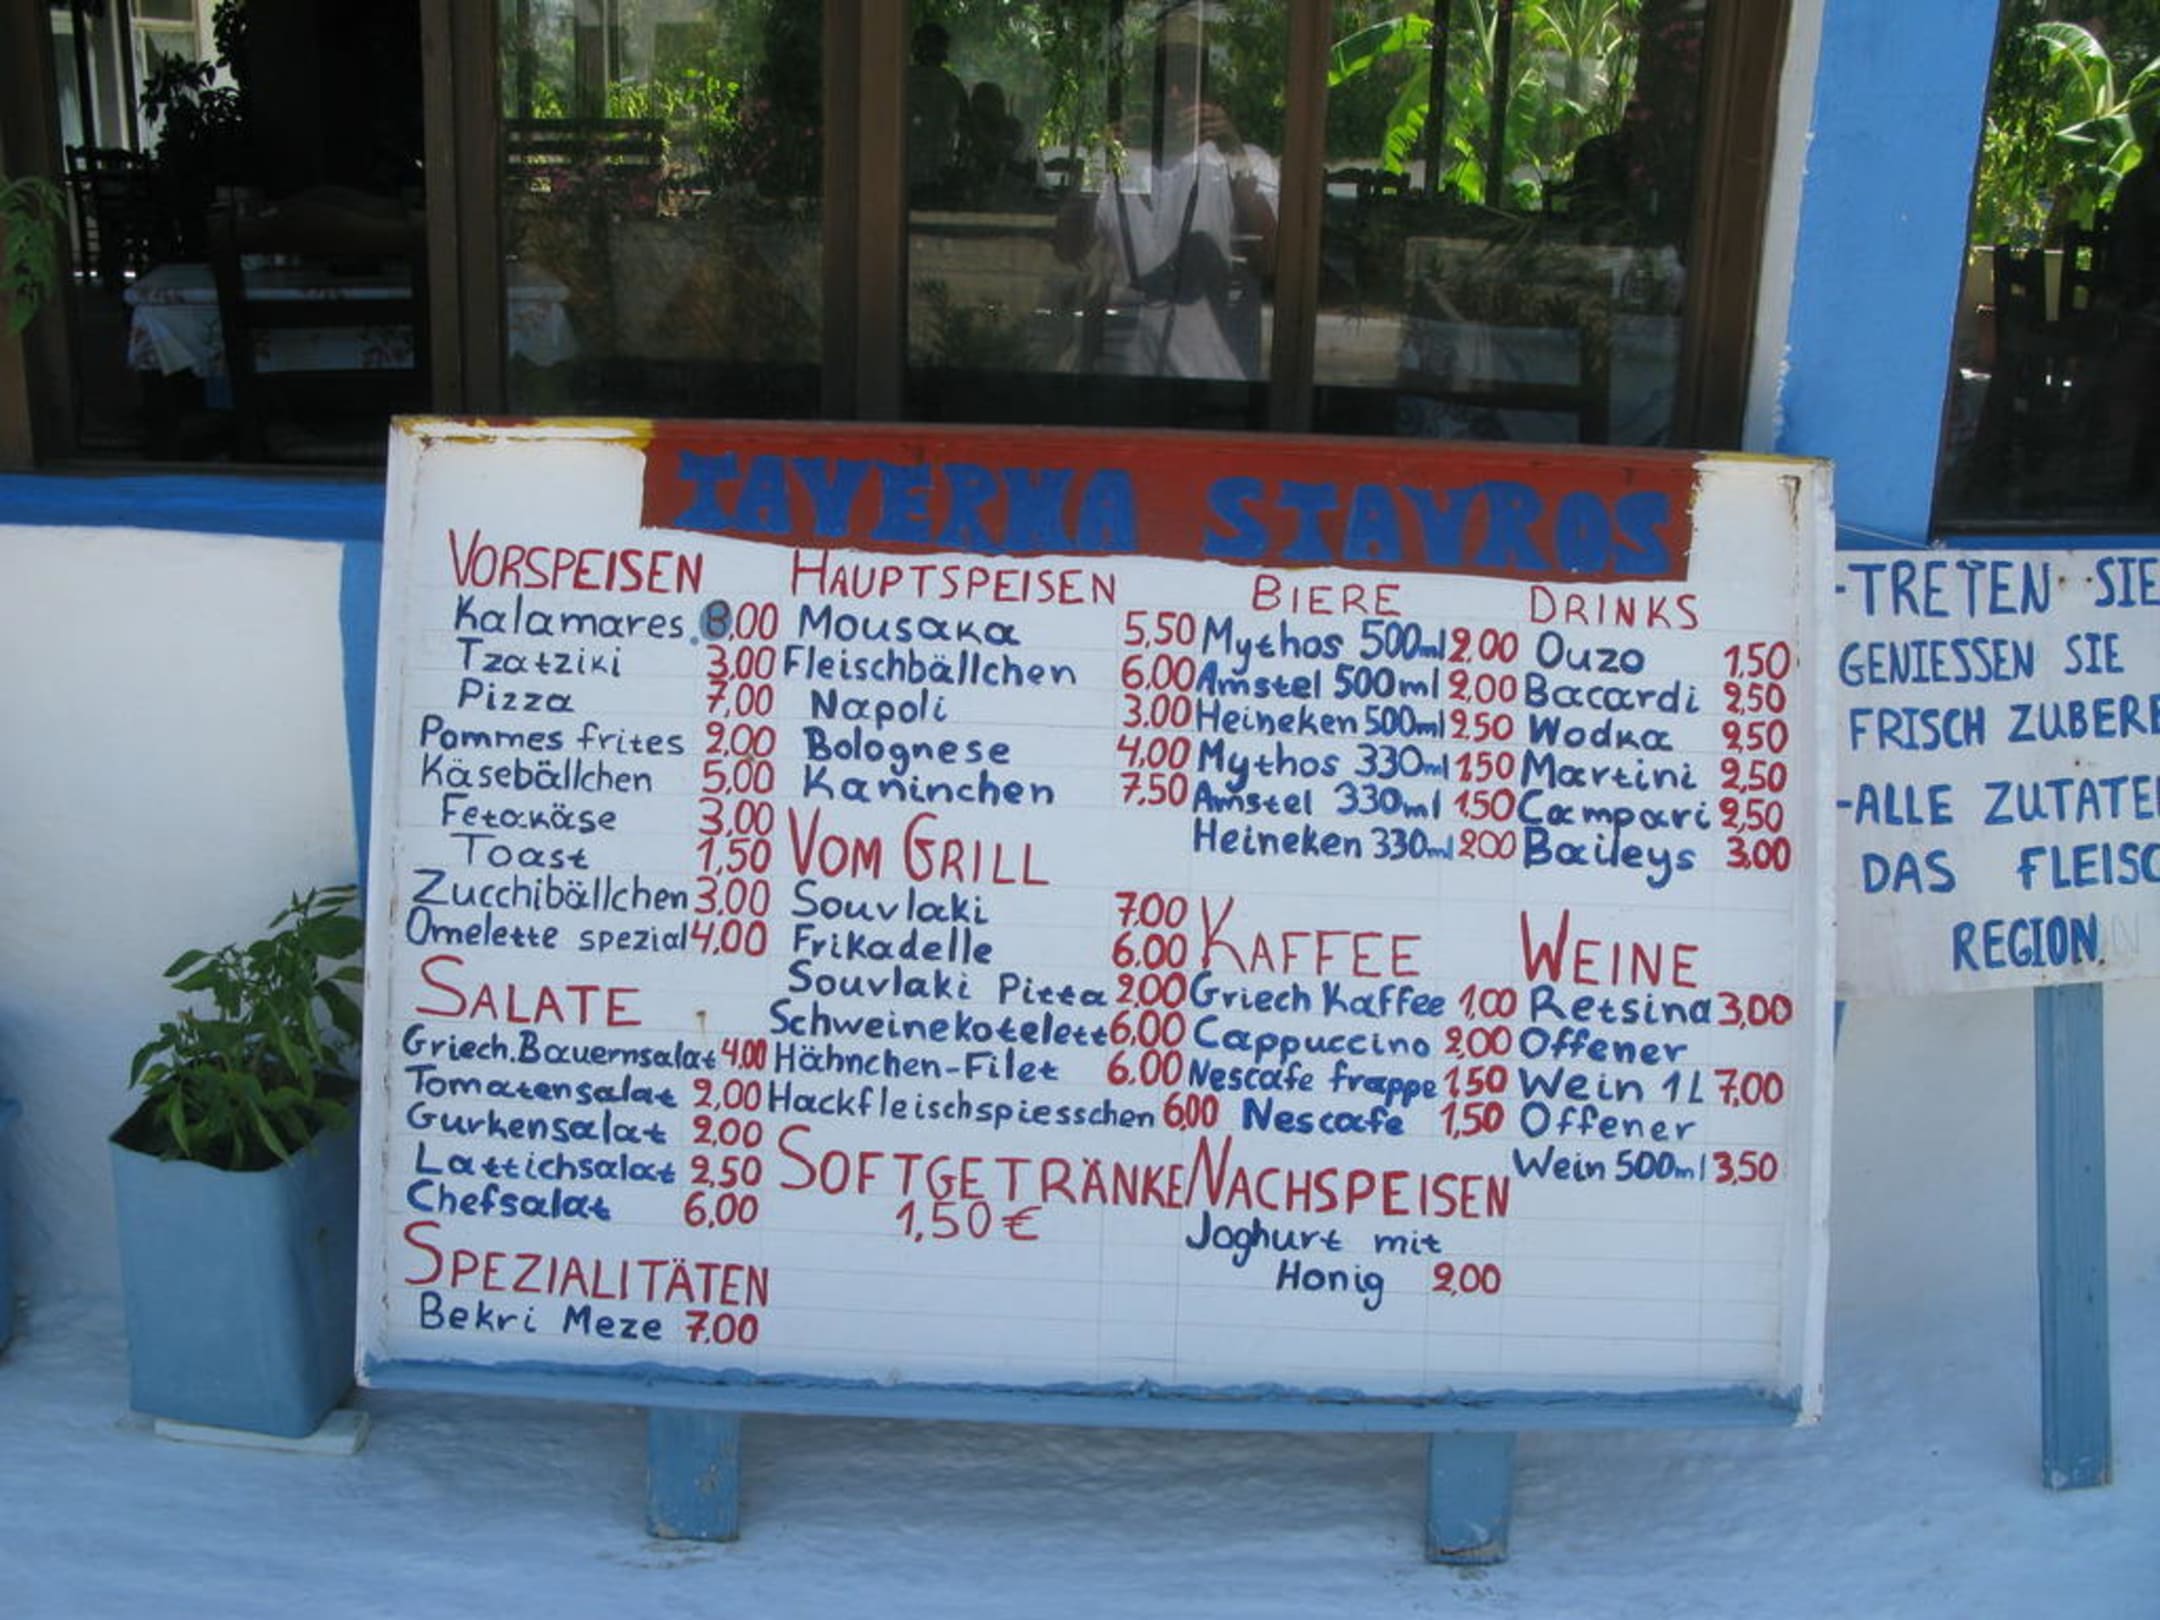 TAVERNA STAVROS
VORSPEISEN
Kalamares 8,00
Tzatziki 3,00
Pizza 7,00
Pommes frites 2,00
Käsebällchen 5,00
Fetakäse 3,00
Toast 1,50
Zucchibällchen 3,00
Omelette spezial 4,00
SALATE
Griech.Bauernsalat 4.00
Tomatensalat 2,00
Gurkensalat 2,00
Lattichsalat 2,50
Chefsalat 6,00
SPEZIALITÄTEN
Bekri Meze 7.00
HAUPTSPEISEN
Mousaka 5,50
Fleischbällchen 6,00
Napoli 3.00
Bolognese 4,00
Kaninchen 7,50
VOM GRILL
Souvlaki 7,00
Frikadelle 6.00
Souvlaki Pitta 2,00
Schweinekotelett 6,00
Hähnchen-Filet 6.00
Hackfleischspiesschen 6,00
SOFTGETRÄNKE
1,50 €
BIERE
Mythos 500ml 2.00
Amstel 500ml 2,00
Heineken 500ml 2.50
Mythos 330ml 1.50
Amstel 330ml 1.50
Heineken 330ml 2.00
KAFFEE
Griech Kaffee 1,00
Cappuccino 2,00
Nescafe frappe 1,50
Nescafe 1,50
NACHSPEISEN
Joghurt mit
Honig 2,00
DRINKS
Ouzo 1,50
Bacardi 2,50
Wodka 2,50
Martini 2,50
Campari 2,50
Baileys 3,00
WEINE
Retsina 3,00
Offener
Wein 1L 7,00
Offener
Wein 500ml 3,50
-TRETEN SIE
GENIESSEN SIE
FRISCH ZUBERE
-ALLE ZUTATE
DAS FLEISC
REGION.